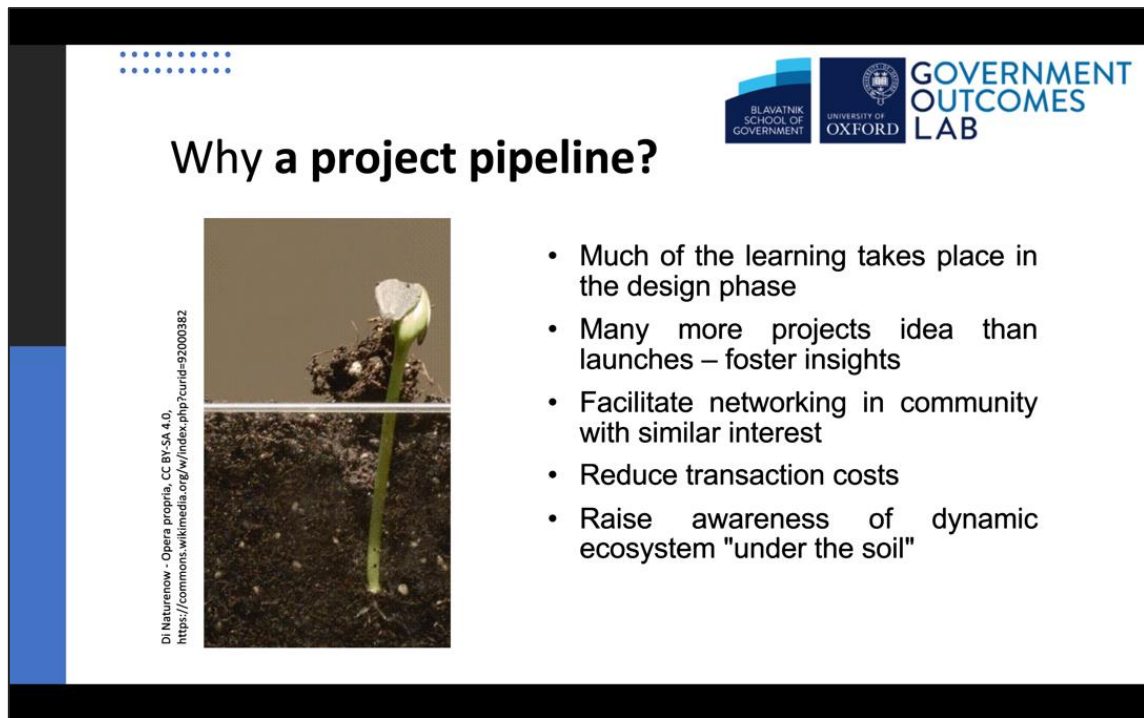 BLAVATNIK
SCHOOL OF
GOVERNMENT
UNIVERSITY OF
OXFORD
GOVERNMENT
OUTCOMES
LAB
Why a project pipeline?
Di Naturenow - Opera propria, CC BY-SA 4.0,
https://commons.wikimedia.org/w/index.php?curid=92000382
• Much of the learning takes place in
the design phase
• Many more projects idea than
launches – foster insights
• Facilitate networking in community
with similar interest
• Reduce transaction costs
• Raise awareness of dynamic
ecosystem "under the soil"